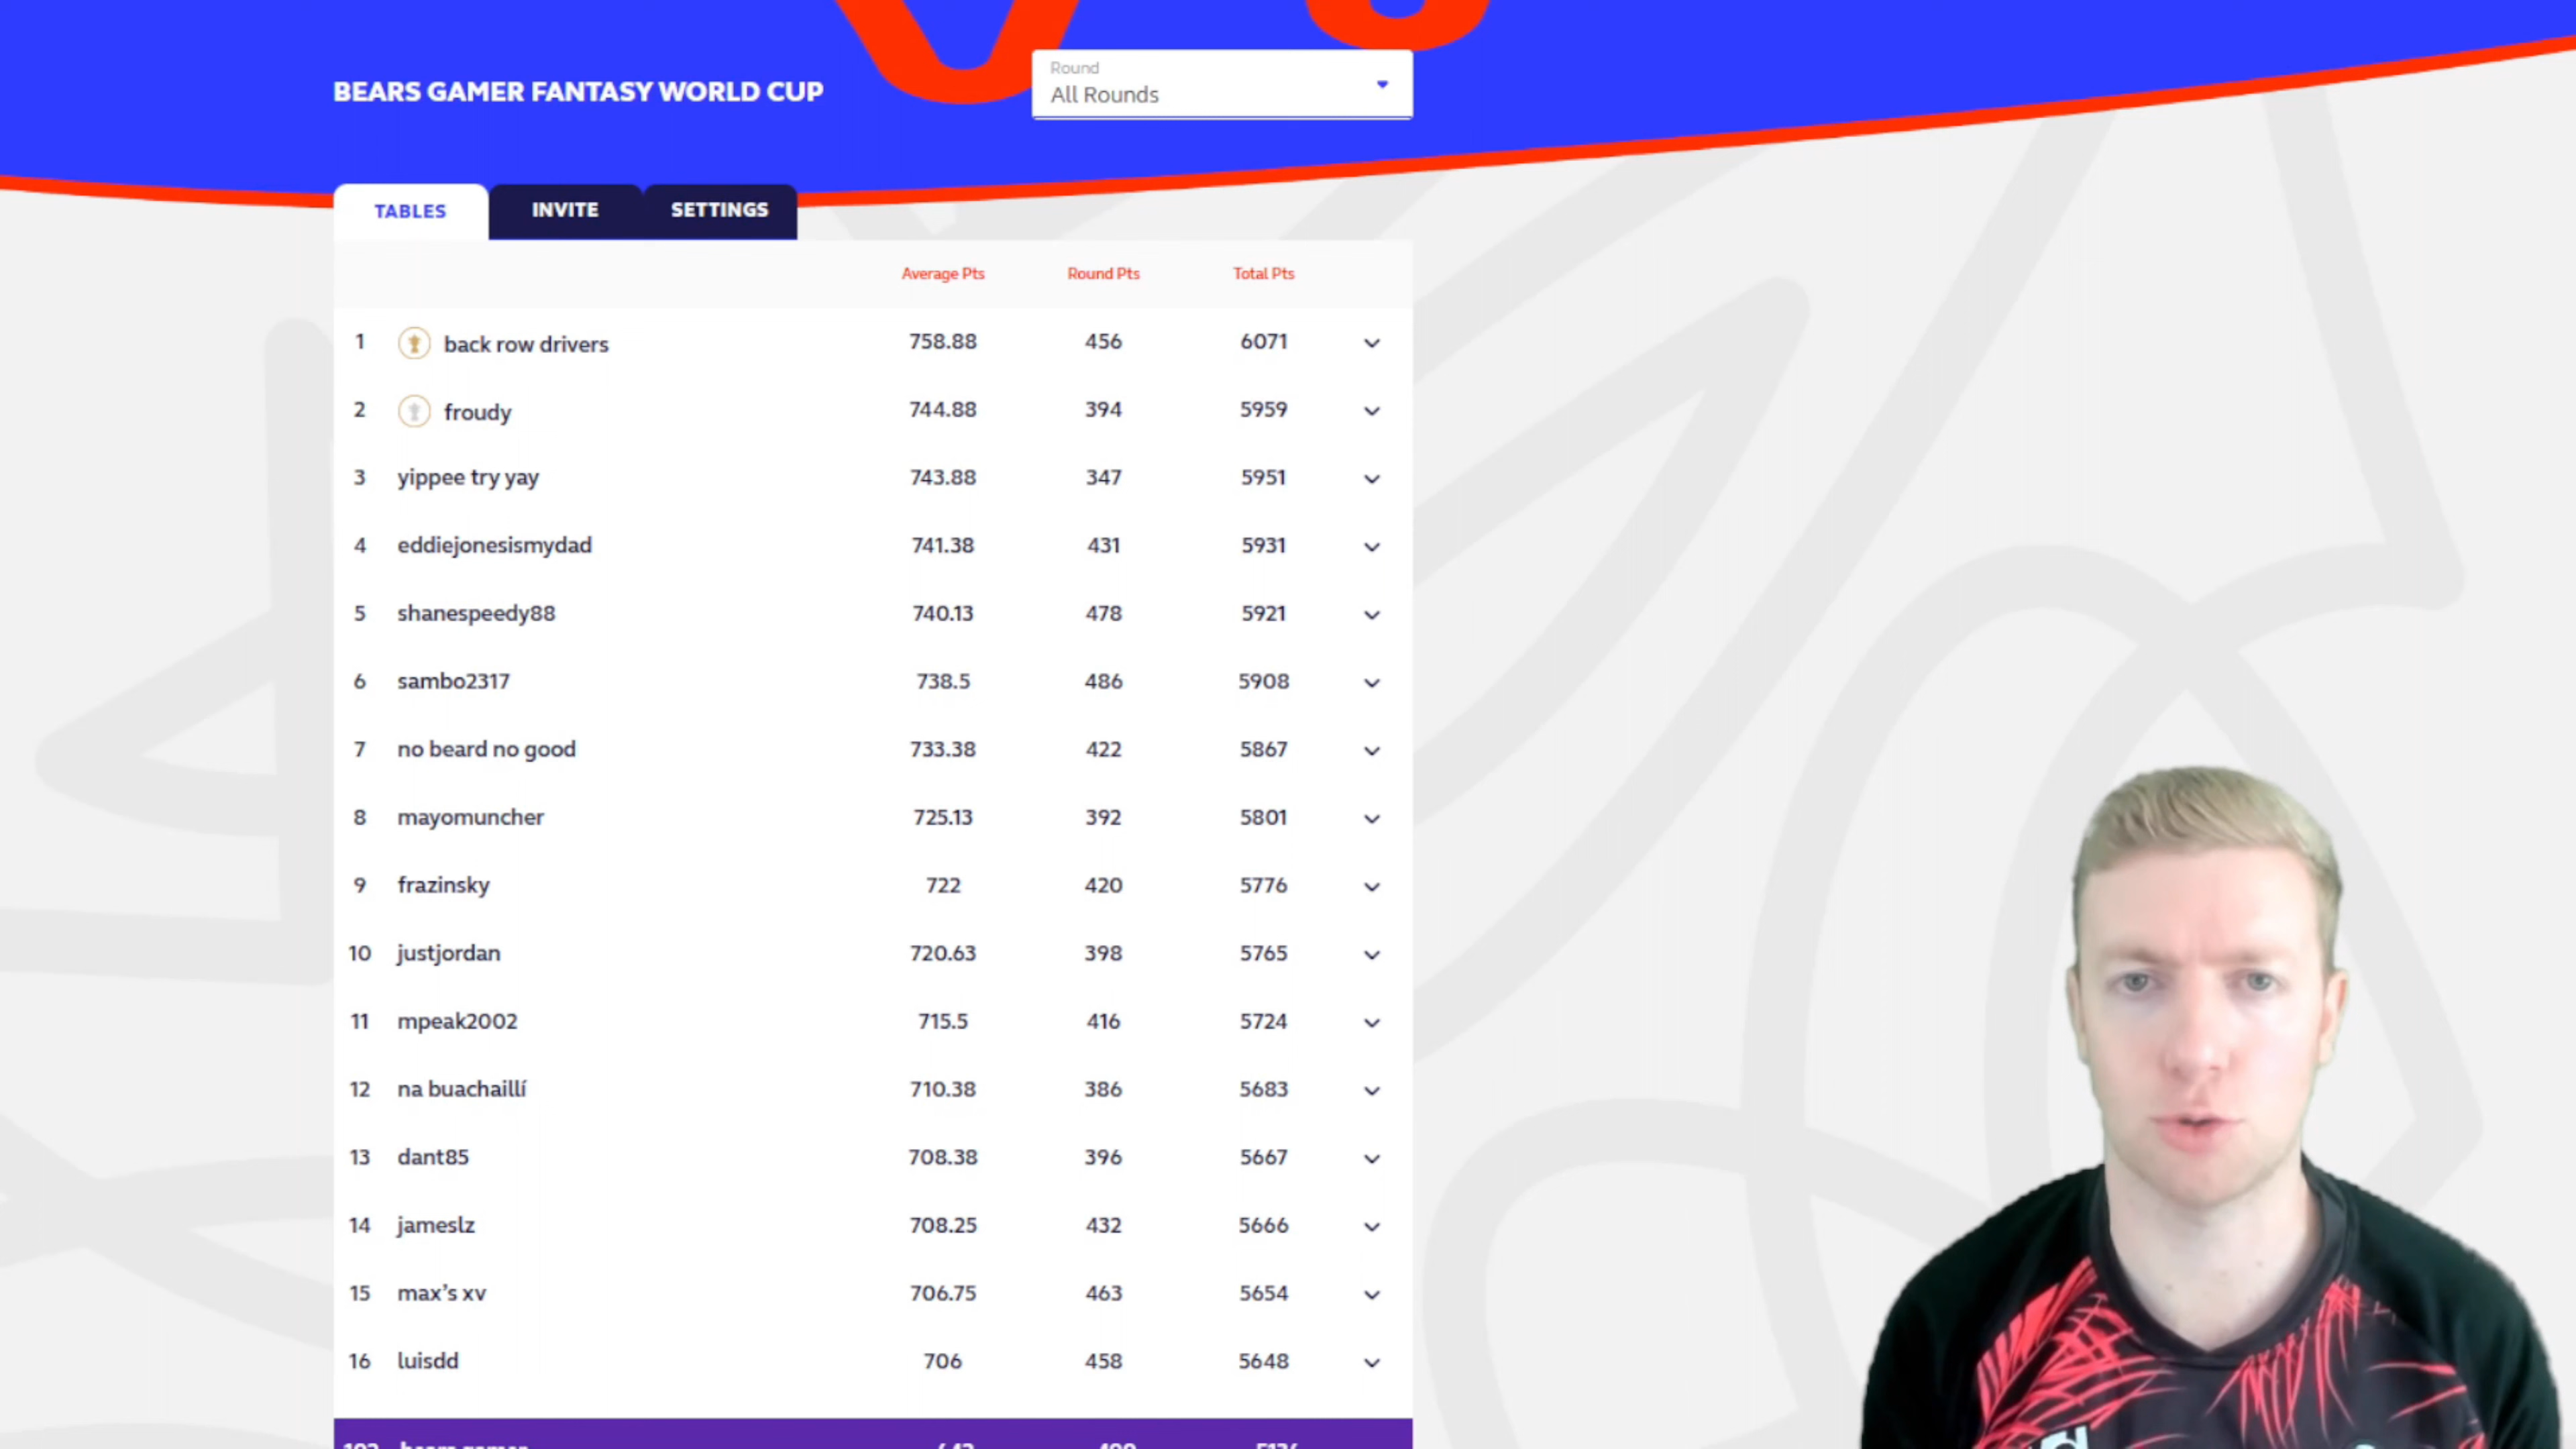 BEARS GAMER FANTASY WORLD CUP
Round
All Rounds
TABLES INVITE SETTINGS
Average Pts Round Pts Total Pts
1 back row drivers 758.88 456 6071
2 froudy 744.88 394 5959
3 yippee try yay 743.88 347 5951
4 eddiejonesismydad 741.38 431 5931
5 shanespeedy88 740.13 478 5921
6 sambo2317 738.5 486 5908
7 no beard no good 733.38 422 5867
8 mayomuncher 725.13 392 5801
9 frazinsky 722 420 5776
10 justjordan 720.63 398 5765
11 mpeak2002 715.5 416 5724
12 na buachaillí 710.38 386 5683
13 dant85 708.38 396 5667
14 jameslz 708.25 432 5666
15 max’s xv 706.75 463 5654
16 luisdd 706 458 5648